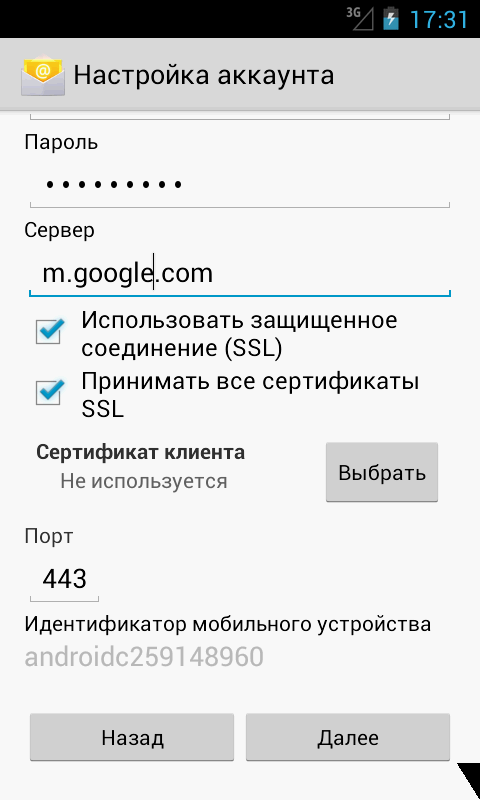 3G 17:31
Настройка аккаунта
Пароль
•••••••••
Сервер
m.google.com
Использовать защищенное
соединение (SSL)
Принимать все сертификаты
SSL
Сертификат клиента
Не используется
Выбрать
Порт
443
Идентификатор мобильного устройства
androidc259148960
Назад Далее